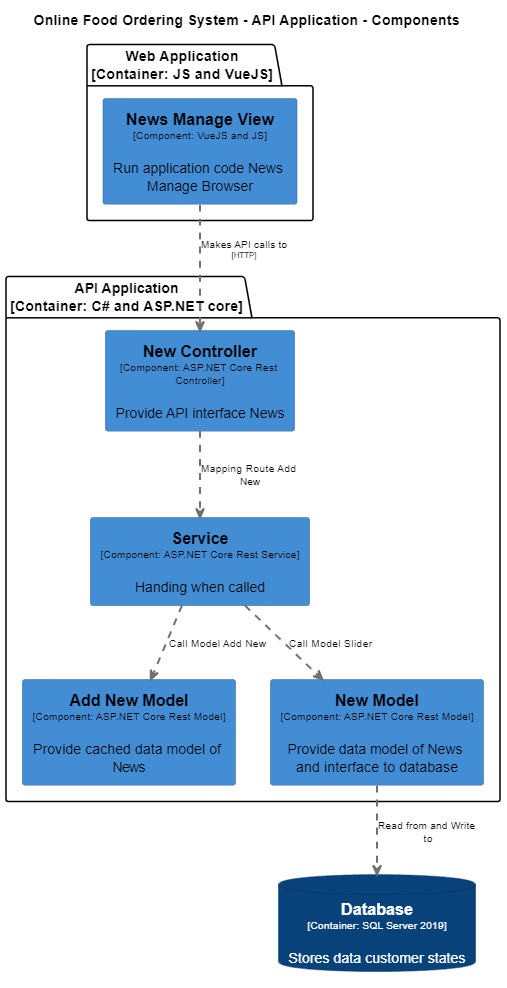 Online Food Ordering System - API Application - Components
Web Application
[Container: JS and VueJS]
News Manage View
[Component: VueJS and JS]
Run application code News
Manage Browser
Makes API calls to
[HTTP]
API Application
[Container: C# and ASP.NET core]
New Controller
[Component: ASP.NET Core Rest
Controller]
Provide API interface News
Mapping Route Add
New
Service
[Component: ASP.NET Core Rest Service]
Handing when called
Call Model Add New
Call Model Slider
Add New Model
[Component: ASP.NET Core Rest Model]
Provide cached data model of
News
New Model
[Component: ASP.NET Core Rest Model]
Provide data model of News
and interface to database
Read from and Write
to
Database
[Container: SQL Server 2019]
Stores data customer states